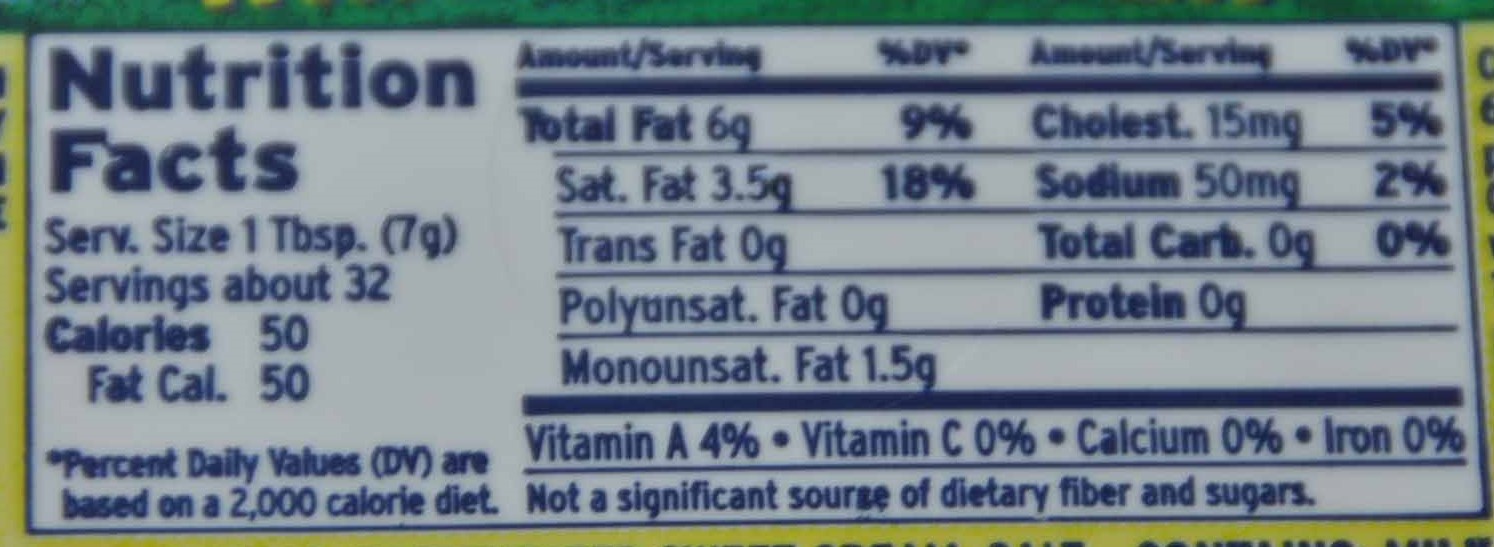 Nutrition
Facts
Serv. Size 1 Tbsp. (7g)
Servings about 32
Calories 50
Fat Cal. 50
*Percent Daily Values (DV) are
based on a 2,000 calorie diet.
Amount/Serving %DV* Amount/Serving %DV*
Total Fat 6g 9% Cholest. 15mg 5%
Sat. Fat 3.5g 18% Sodium 50mg 2%
Trans Fat 0g Total Carb. 0g 0%
Polyunsat. Fat 0g Protein 0g
Monounsat. Fat 1.5g
Vitamin A 4% • Vitamin C 0% • Calcium 0% • Iron 0%
Not a significant source of dietary fiber and sugars.